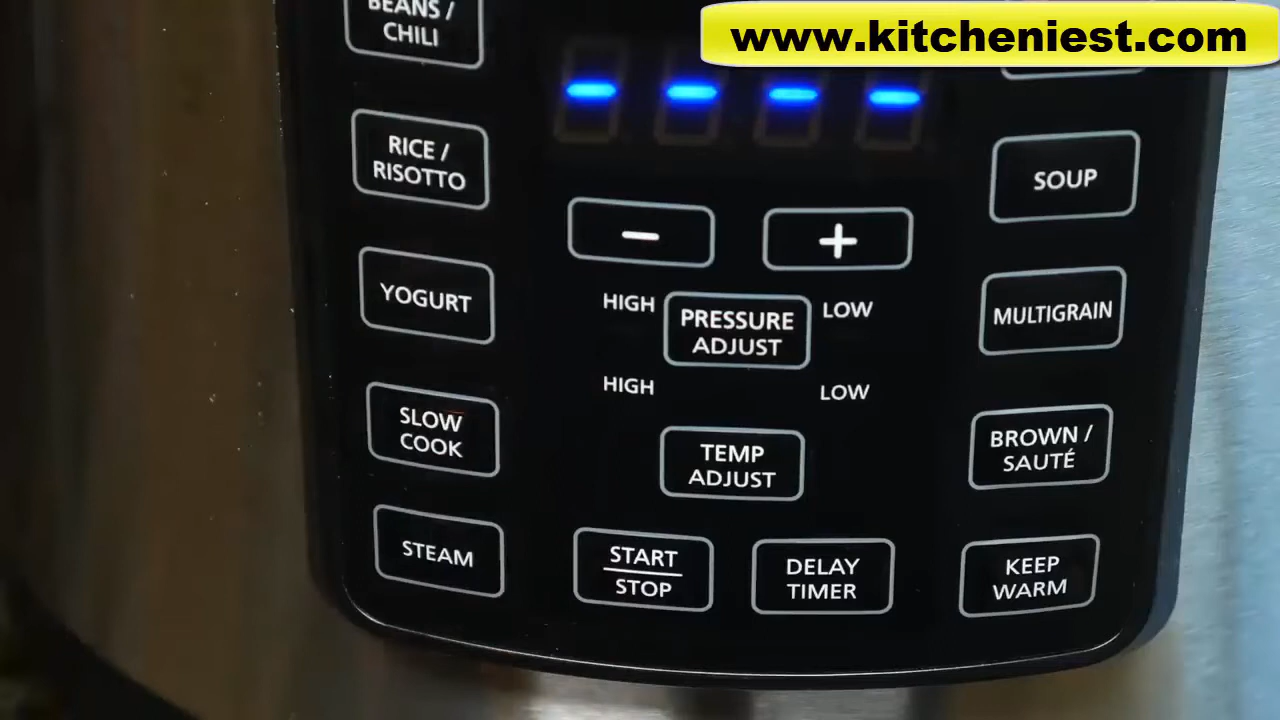 www.kitcheniest.com
BEANS /
CHILI
RICE /
RISOTTO
YOGURT
SLOW
COOK
STEAM
− +
HIGH
PRESSURE
ADJUST
LOW
HIGH
LOW
TEMP
ADJUST
START
STOP
DELAY
TIMER
SOUP
MULTIGRAIN
BROWN /
SAUTÉ
KEEP
WARM